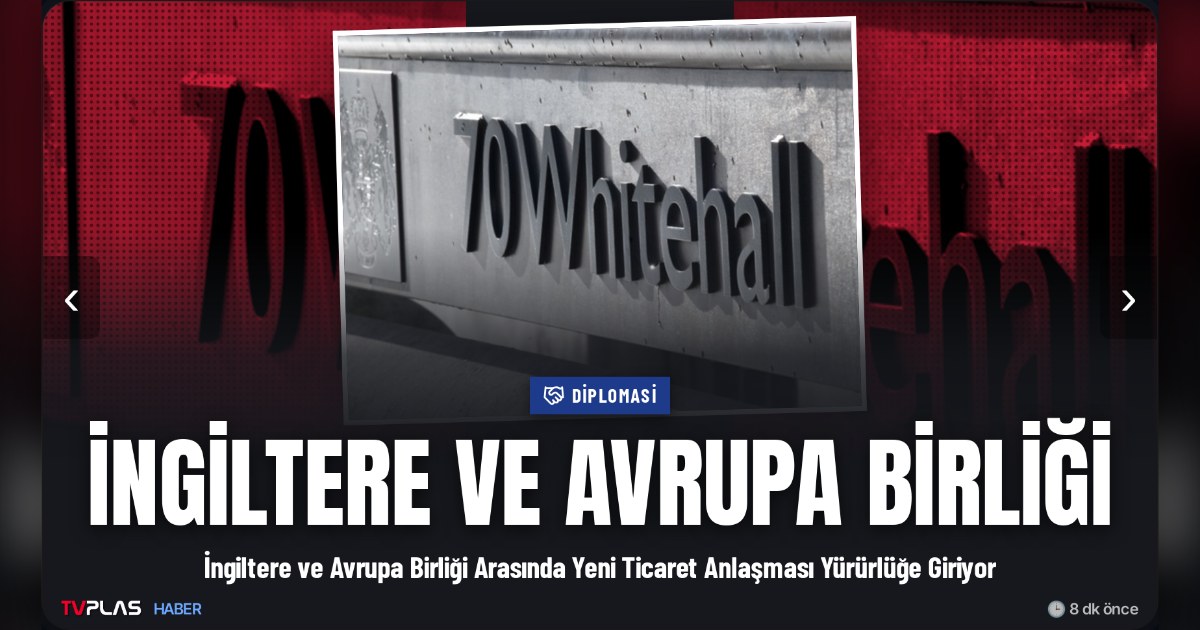 70 Whitehall
DİPLOMASİ
İNGİLTERE VE AVRUPA BİRLİĞİ
İngiltere ve Avrupa Birliği Arasında Yeni Ticaret Anlaşması Yürürlüğe Giriyor
TVPLAS HABER
8 dk önce